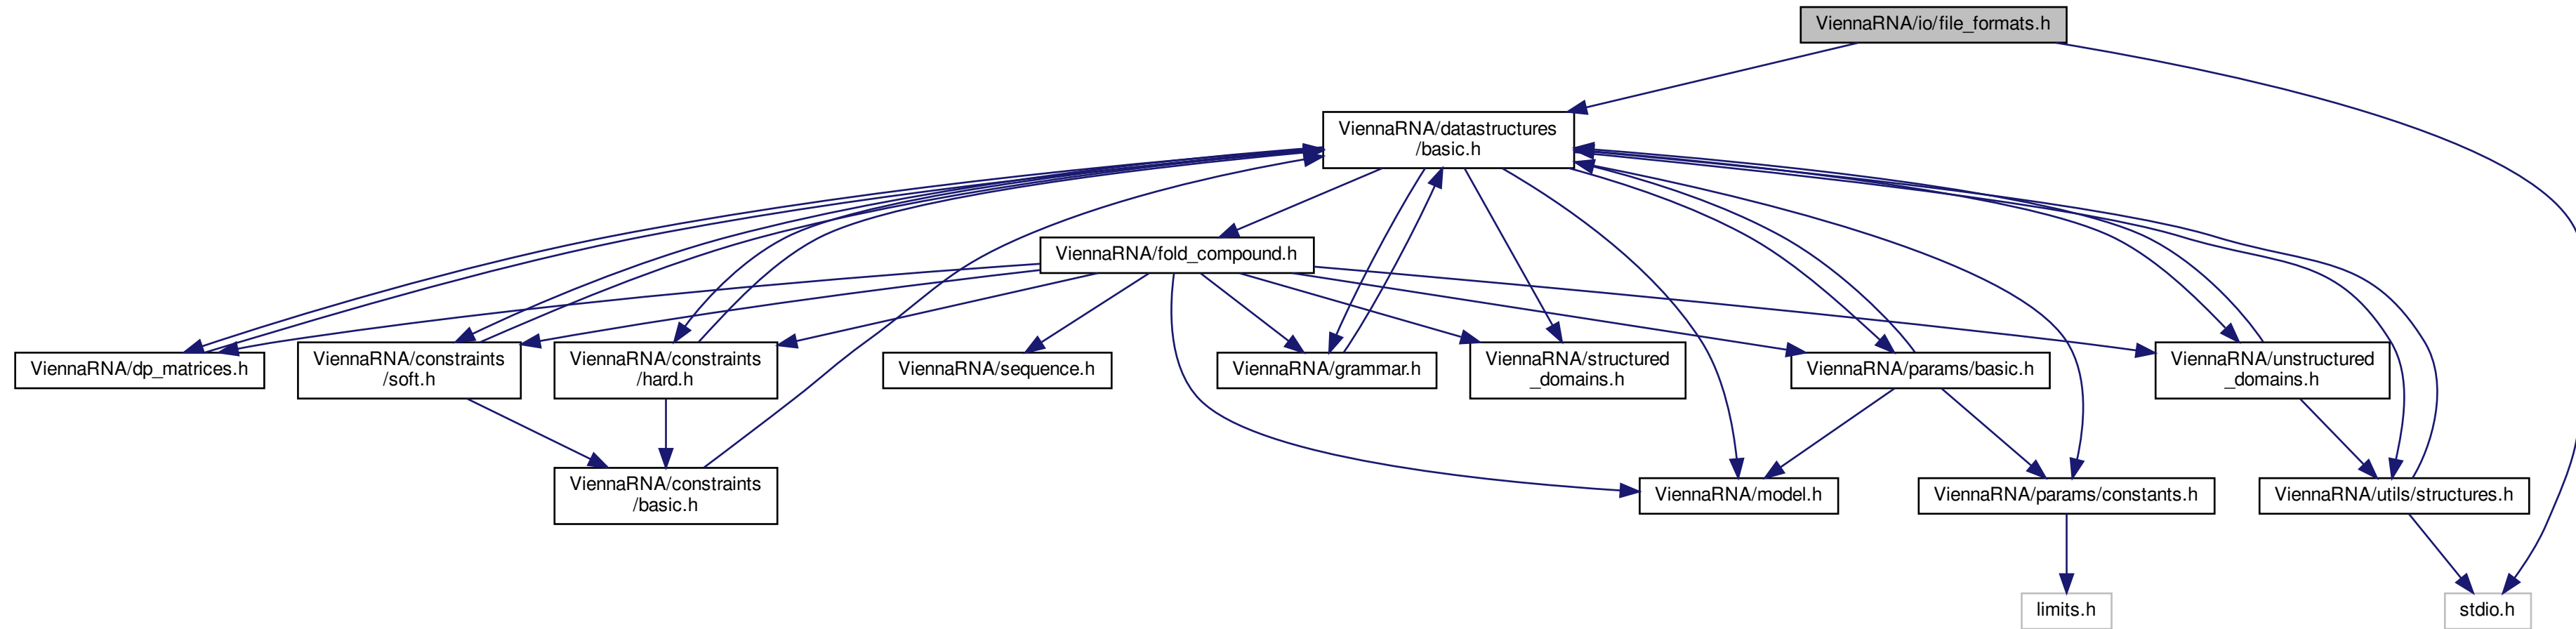 ViennaRNA/io/file_formats.h
ViennaRNA/datastructures
/basic.h
ViennaRNA/fold_compound.h
ViennaRNA/dp_matrices.h
ViennaRNA/constraints
/soft.h
ViennaRNA/constraints
/hard.h
ViennaRNA/sequence.h
ViennaRNA/grammar.h
ViennaRNA/structured
_domains.h
ViennaRNA/params/basic.h
ViennaRNA/unstructured
_domains.h
ViennaRNA/constraints
/basic.h
ViennaRNA/model.h
ViennaRNA/params/constants.h
ViennaRNA/utils/structures.h
limits.h
stdio.h